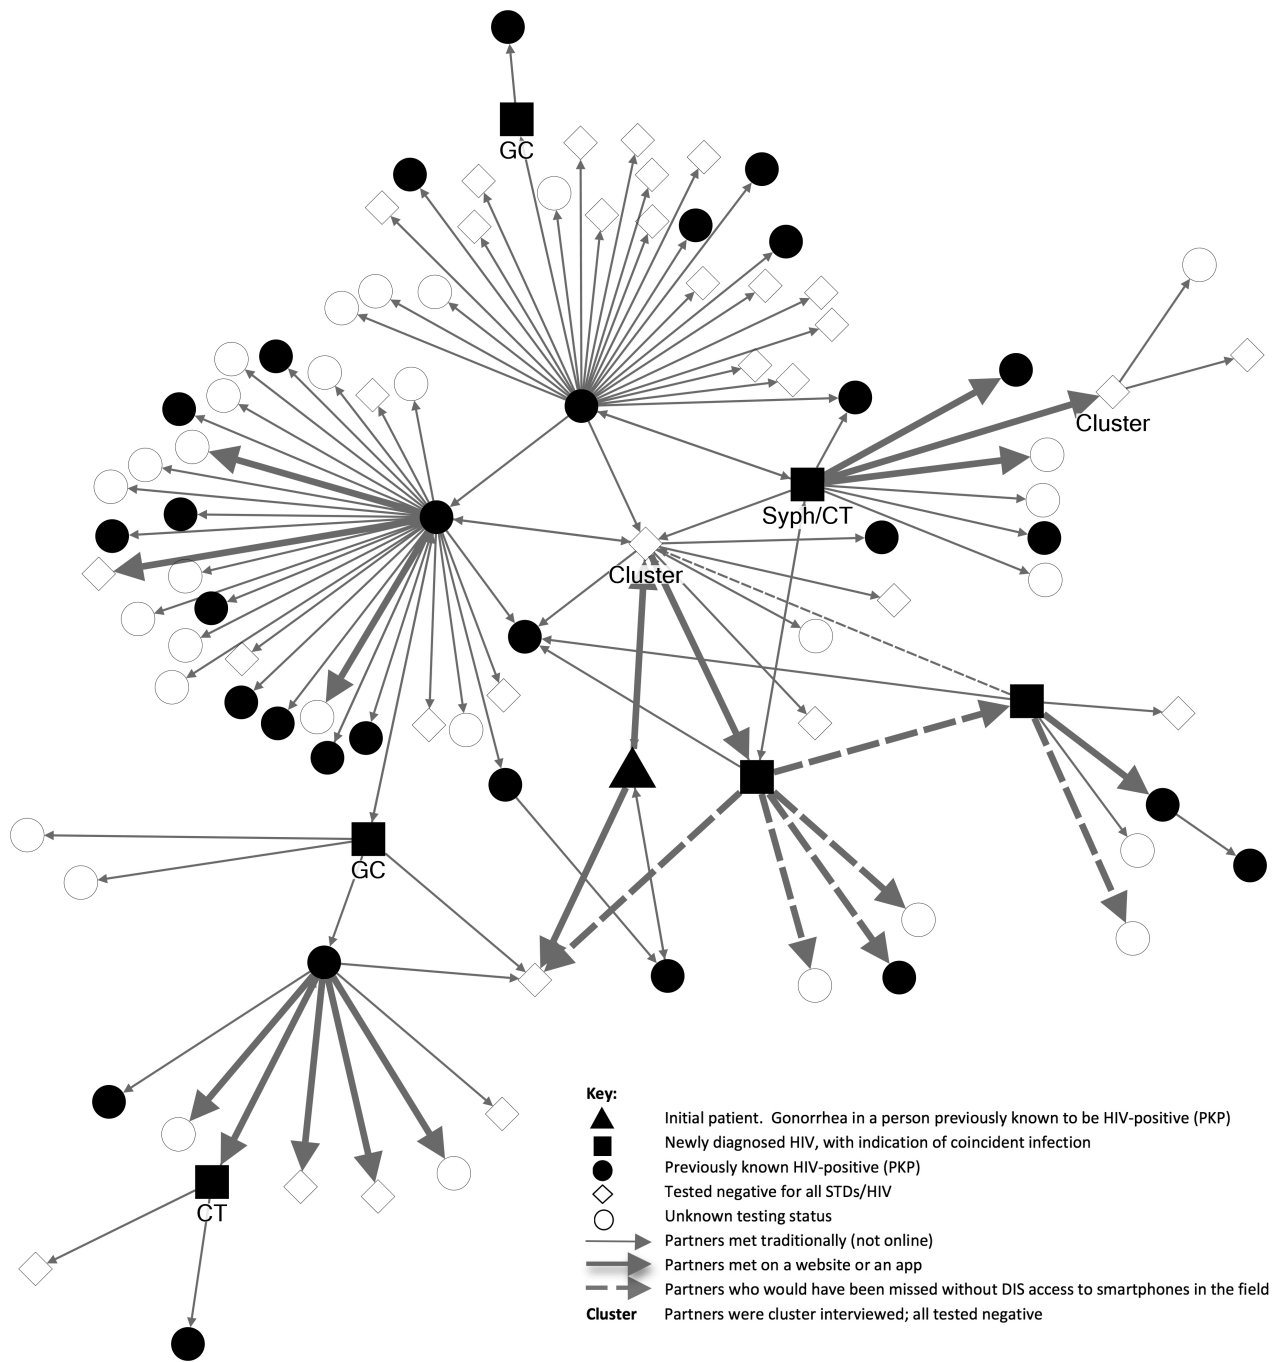 GC
Cluster
Syph/CT
Cluster
GC
CT
Key:
Initial patient. Gonorrhea in a person previously known to be HIV-positive (PKP)
Newly diagnosed HIV, with indication of coincident infection
Previously known HIV-positive (PKP)
Tested negative for all STDs/HIV
Unknown testing status
Partners met traditionally (not online)
Partners met on a website or an app
Partners who would have been missed without DIS access to smartphones in the field
Cluster Partners were cluster interviewed; all tested negative